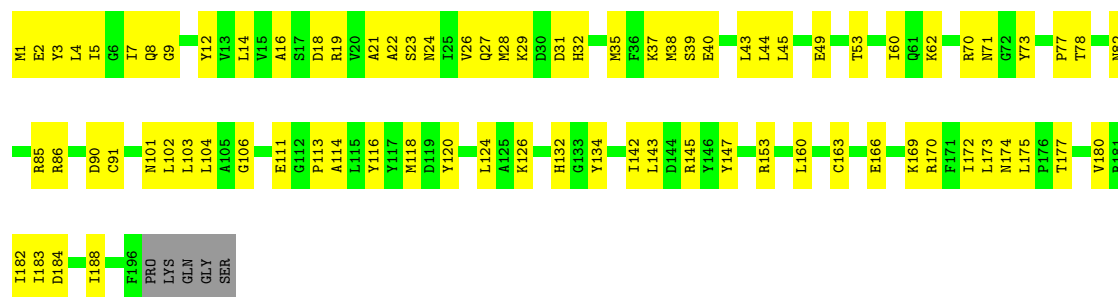 M1 E2 Y3 L4 I5 G6 I7 Q8 G9 Y12 V13 L14 V15 A16 S17 D18 R19 V20 A21 A22 S23 N24 I25 V26 Q27 M28 K29 D30 D31 H32 M35 F36 K37 M38 S39 E40 L43 L44 L45 E49 T53 I60 Q61 K62 R70 N71 G72 Y73 P77 T78 N82
R85 R86 D90 C91 N101 L102 L103 L104 A105 G106 E111 G112 P113 A114 L115 Y116 Y117 M118 D119 Y120 L124 A125 K126 H132 G133 Y134 I142 L143 D144 R145 Y146 Y147 R153 L160 C163 E166 K169 R170 F171 I172 L173 N174 L175 P176 T177 V180
I182 I183 D184 I188 F196 PRO LYS GLN GLY SER